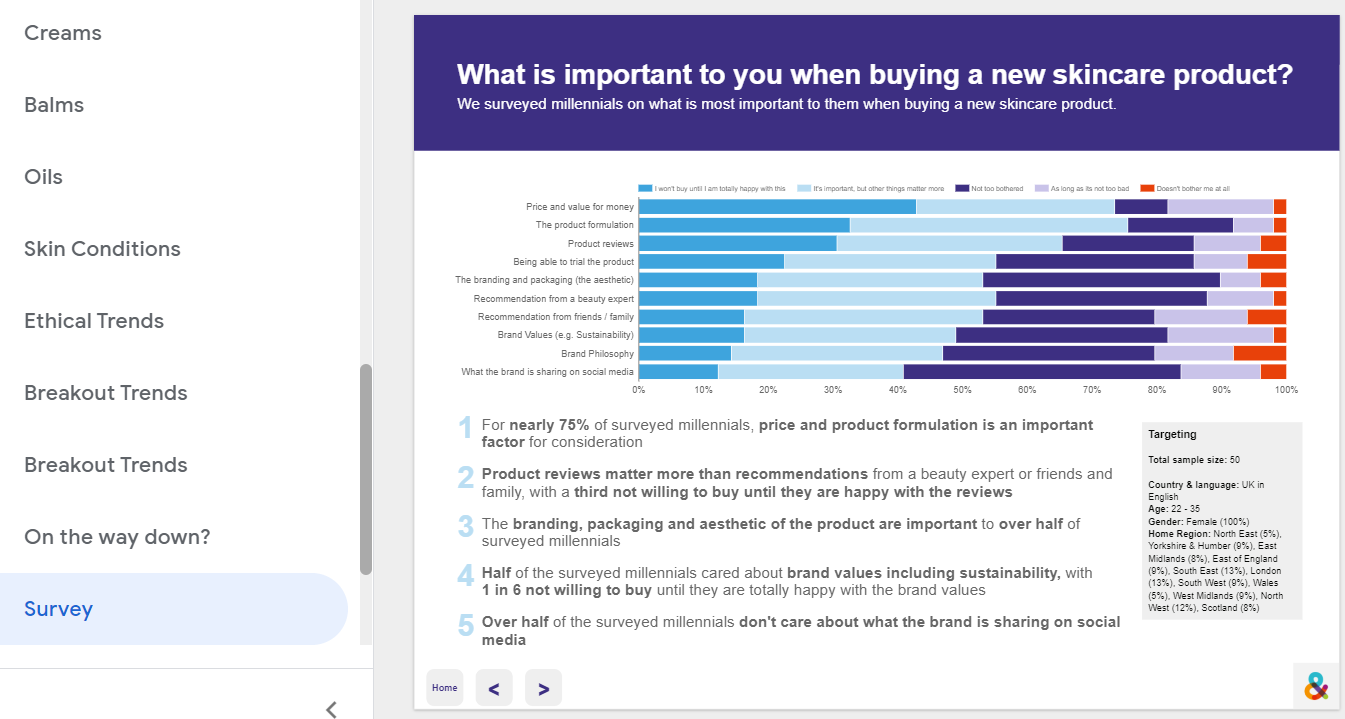 Creams
Balms
Oils
Skin Conditions
Ethical Trends
Breakout Trends
Breakout Trends
On the way down?
Survey
What is important to you when buying a new skincare product?
We surveyed millennials on what is most important to them when buying a new skincare product.
I won't buy until I am totally happy with this
It's important, but other things matter more
Not too bothered
As long as its not too bad
Doesn't bother me at all
Price and value for money
The product formulation
Product reviews
Being able to trial the product
The branding and packaging (the aesthetic)
Recommendation from a beauty expert
Recommendation from friends / family
Brand Values (e.g. Sustainability)
Brand Philosophy
What the brand is sharing on social media
0% 10% 20% 30% 40% 50% 60% 70% 80% 90% 100%
1 For nearly 75% of surveyed millennials, price and product formulation is an important
factor for consideration
2 Product reviews matter more than recommendations from a beauty expert or friends and
family, with a third not willing to buy until they are happy with the reviews
3 The branding, packaging and aesthetic of the product are important to over half of
surveyed millennials
4 Half of the surveyed millennials cared about brand values including sustainability, with
1 in 6 not willing to buy until they are totally happy with the brand values
5 Over half of the surveyed millennials don't care about what the brand is sharing on social
media
Targeting
Total sample size: 50
Country & language: UK in
English
Age: 22 - 35
Gender: Female (100%)
Home Region: North East (5%),
Yorkshire & Humber (9%), East
Midlands (8%), East of England
(9%), South East (13%), London
(13%), South West (9%), Wales
(5%), West Midlands (9%), North
West (12%), Scotland (8%)
Home < >
&